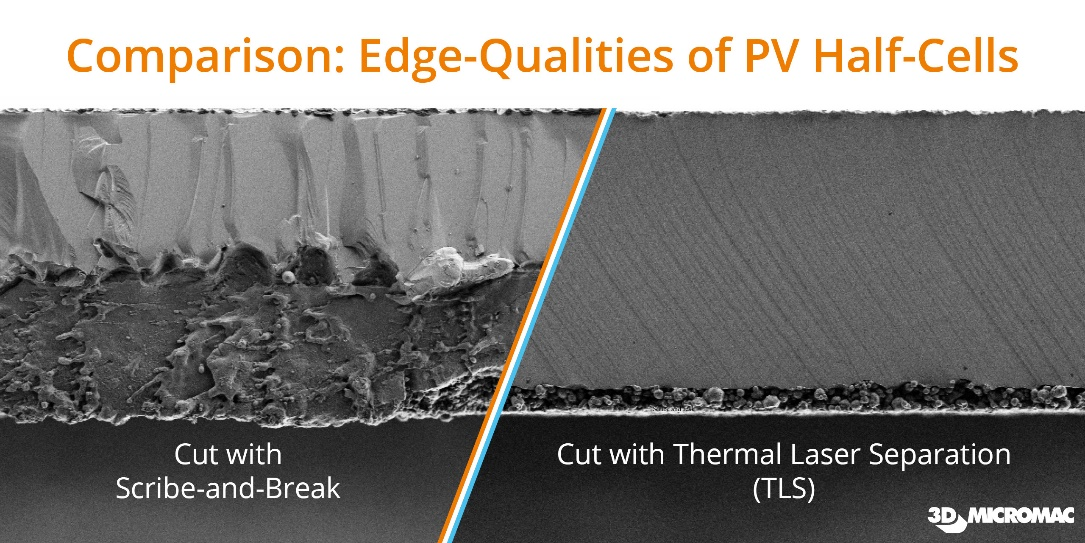 Comparison: Edge-Qualities of PV Half-Cells
Cut with
Scribe-and-Break
Cut with Thermal Laser Separation
(TLS)
3D MICROMAC